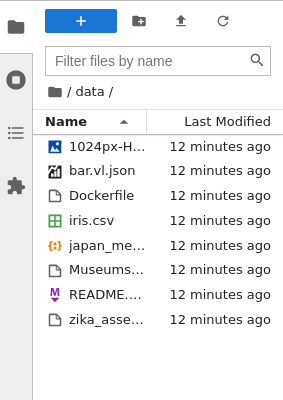 Filter files by name
/ data /
Name Last Modified
1024px-H... 12 minutes ago
bar.vl.json 12 minutes ago
Dockerfile 12 minutes ago
iris.csv 12 minutes ago
japan_me... 12 minutes ago
Museums... 12 minutes ago
README.... 12 minutes ago
zika_asse... 12 minutes ago